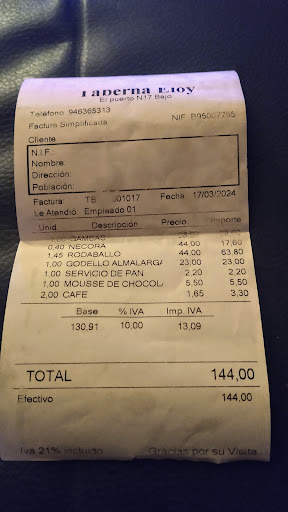 Taberna Eloy
El puerto N17 Bajo
Teléfono 946365313
NIF B95087755
Factura Simplificada
Cliente
N.I.F.:
Nombre:
Dirección:
Población:
Factura: TB 001017 Fecha 17/03/2024
Le Atendió: Empleado 01
Unid. Descripción Precio Importe
GAMBAS
0,40 NECORA 44,00 17,60
1,45 RODABALLO 44,00 63,80
1,00 GODELLO ALMALARGA 23,00 23,00
1,00 SERVICIO DE PAN 2,20 2,20
1,00 MOUSSE DE CHOCOL 5,50 5,50
2,00 CAFE 1,65 3,30
Base % IVA Imp. IVA
130,91 10,00 13,09
TOTAL 144,00
Efectivo 144,00
Iva 21% incluido Gracias por su Visita